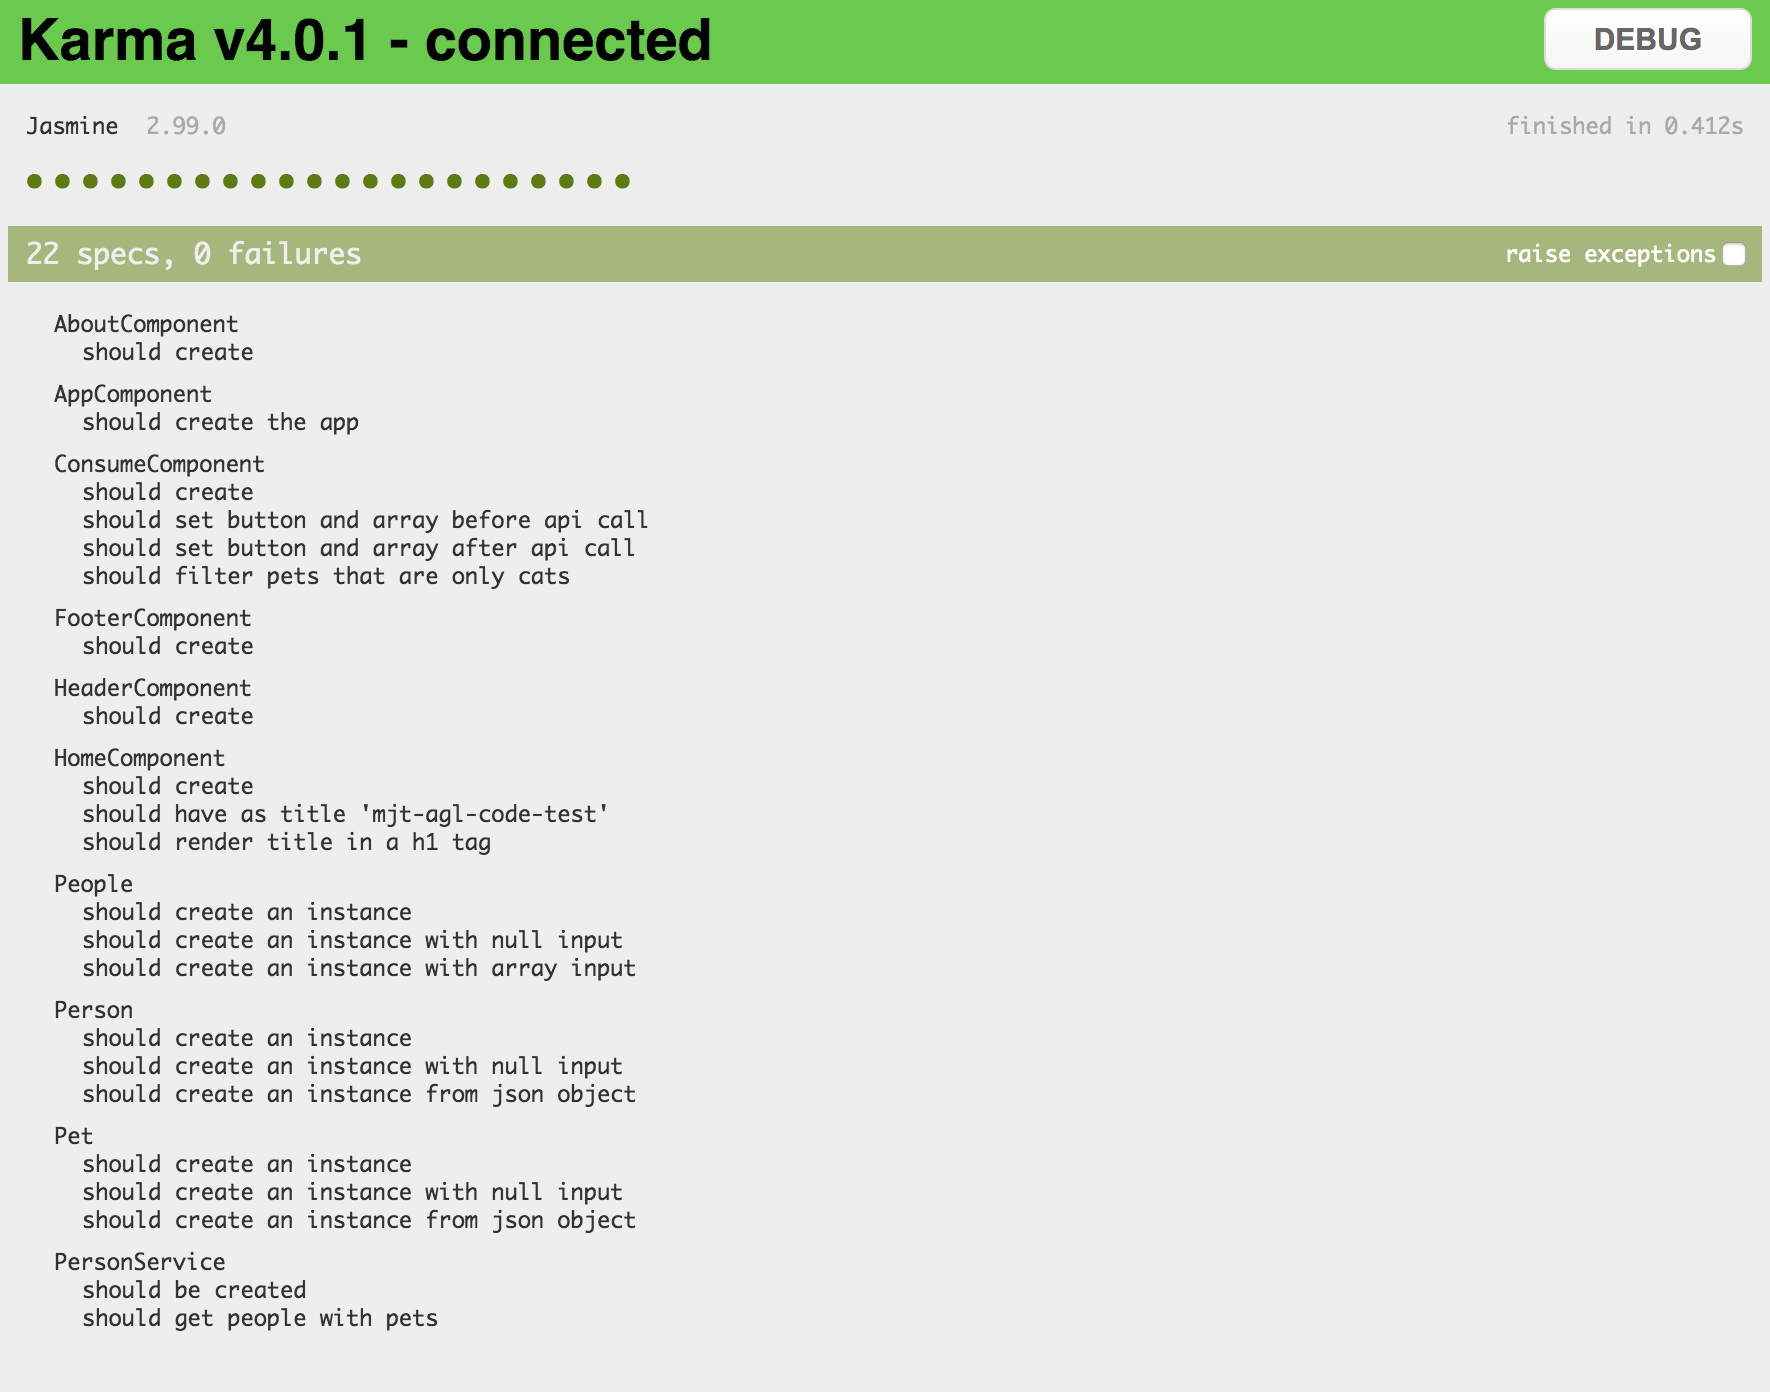 Karma v4.0.1 - connected
DEBUG
Jasmine 2.99.0
finished in 0.412s
22 specs, 0 failures
raise exceptions
AboutComponent
should create
AppComponent
should create the app
ConsumeComponent
should create
should set button and array before api call
should set button and array after api call
should filter pets that are only cats
FooterComponent
should create
HeaderComponent
should create
HomeComponent
should create
should have as title 'mjt-agl-code-test'
should render title in a h1 tag
People
should create an instance
should create an instance with null input
should create an instance with array input
Person
should create an instance
should create an instance with null input
should create an instance from json object
Pet
should create an instance
should create an instance with null input
should create an instance from json object
PersonService
should be created
should get people with pets